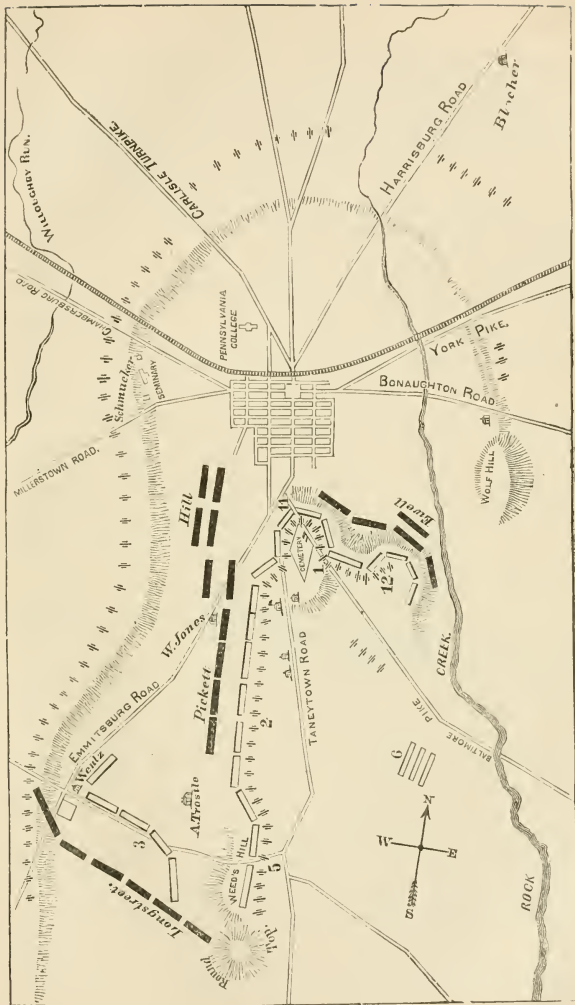 WILLOUGHBY RUN.
CARLISLE TURNPIKE.
HARRISBURG ROAD
Blocher
CHAMBERSBURG ROAD
PENNSYLVANIA
COLLEGE
YORK PIKE.
Schmucker
SEMINARY
BONAUGHTON ROAD
MILLERSTOWN ROAD.
WOLF HILL
Hill
Ewell
11
CEMETERY
1
12
W. Jones
Pickett
EMMITSBURG ROAD
TANEYTOWN ROAD
CREEK.
Wentz
2
BALTIMORE
PIKE
6
A. Trostle
3
N
W
E
S
WEED'S HILL
5
Longstreet.
Round
Top.
ROCK